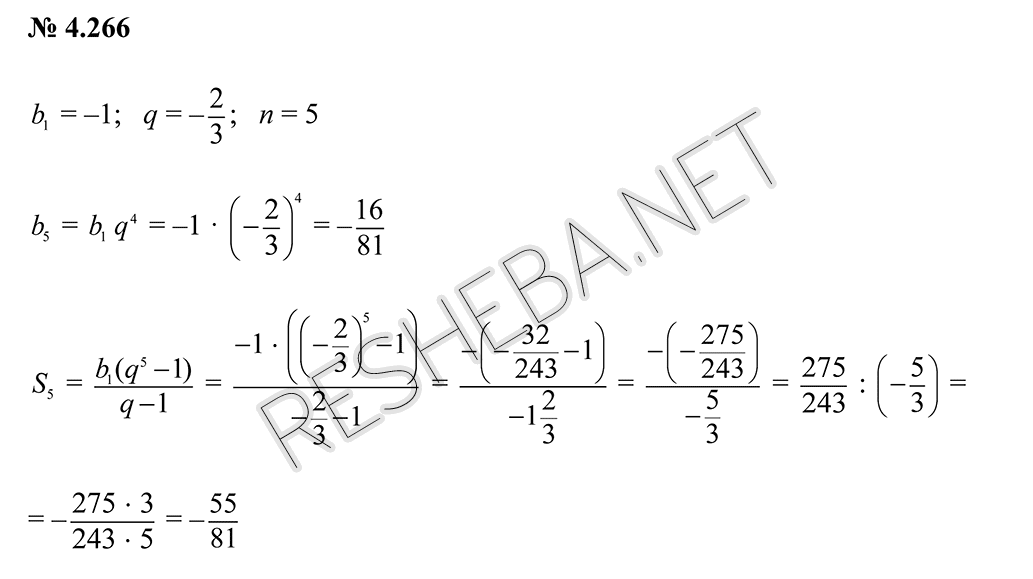 № 4.266
b₁ = –1; q = –2/3; n = 5
b₅ = b₁ q⁴ = –1 · (–2/3)⁴ = –16/81
S₅ = b₁(q⁵ – 1)/(q – 1) = –1 · ((–2/3)⁵ – 1)/(–2/3 – 1) = –(–32/243 – 1)/(–1 2/3) = –(–275/243)/(–5/3) = 275/243 : (–5/3) =
= –(275 · 3)/(243 · 5) = –55/81
RESHEBA.NET